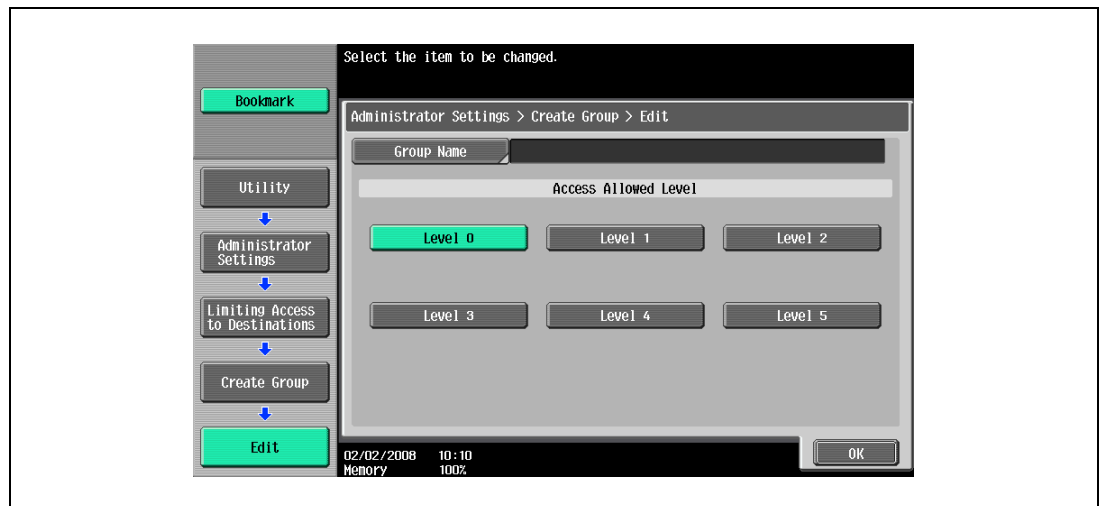 Select the item to be changed.
Bookmark
Administrator Settings > Create Group > Edit
Group Name
Utility
Access Allowed Level
Level 0
Level 1
Level 2
Administrator
Settings
Limiting Access
to Destinations
Level 3
Level 4
Level 5
Create Group
Edit
02/02/2008 10:10
Memory 100%
OK